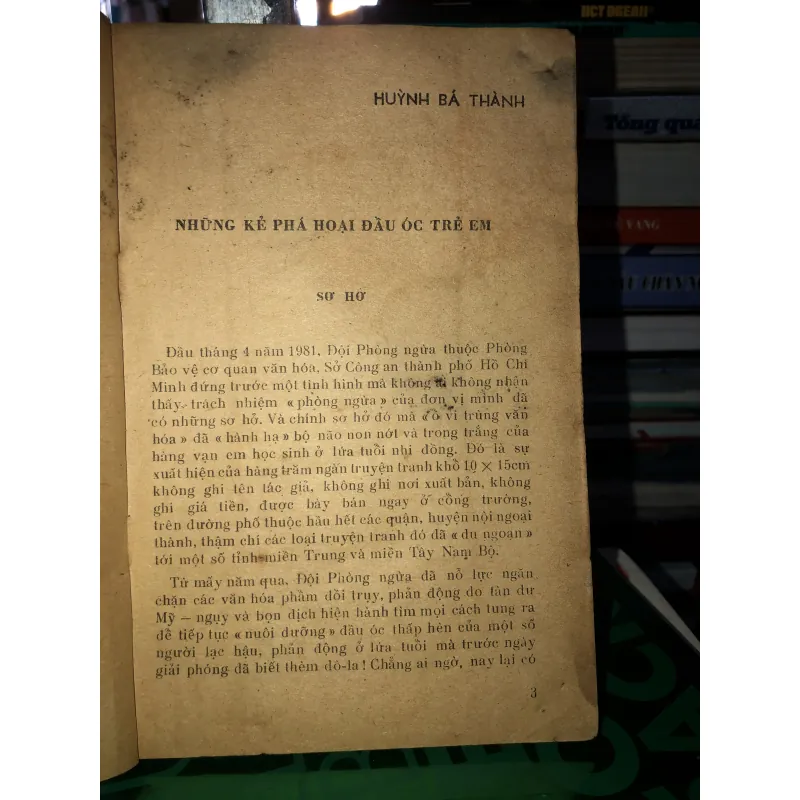 HCT OCEAN
HUỲNH BÁ THÀNH
Tổng qua
VANG
NHỮNG KẺ PHÁ HOẠI ĐẦU ÓC TRẺ EM
SƠ HỞ
Đầu tháng 4 năm 1981, Đội Phòng ngừa thuộc Phòng
Bảo vệ cơ quan văn hóa, Sở Công an thành phố Hồ Chí
Minh đứng trước một tình hình mà không ai không nhận
thấy, trách nhiệm « phòng ngừa » của đơn vị mình đã
có những sơ hở. Và chính sơ hở đó mà « ổ vi trùng văn
hóa » đã « hành hạ » bộ não non nớt và trong trắng của
hàng vạn em học sinh ở lứa tuổi nhi đồng. Đó là sự
xuất hiện của hàng trăm ngàn truyện tranh khổ 10 × 15cm
không ghi tên tác giả, không ghi nơi xuất bản, không
ghi giá tiền, được bày bán ngay ở cổng trường,
trên đường phố thuộc hầu hết các quận, huyện nội ngoại
thành, thậm chí các loại truyện tranh đó đã « du ngoạn »
tới một số tỉnh miền Trung và miền Tây Nam Bộ.
Từ mấy năm qua, Đội Phòng ngừa đã nỗ lực ngăn
chặn các văn hóa phẩm đồi trụy, phản động do tàn dư
Mỹ — ngụy và bọn địch hiện hành tìm mọi cách tung ra
để tiếp tục « nuôi dưỡng » đầu óc thấp hèn của một số
người lạc hậu, phản động ở lứa tuổi mà trước ngày
giải phóng đã biết thèm đô-la ! Chẳng ai ngờ, nay lại có
3